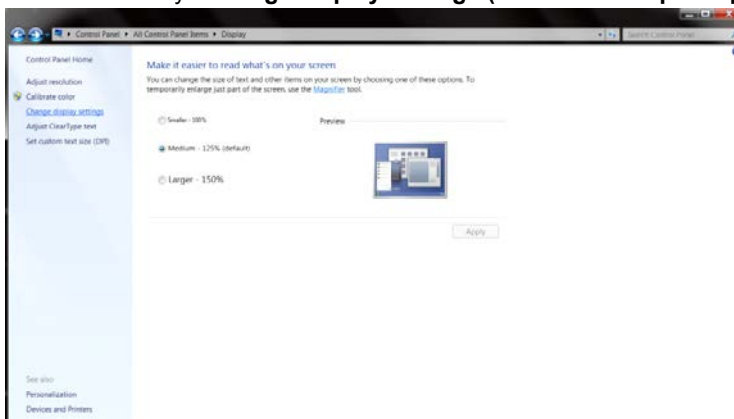 Control Panel ▸ All Control Panel Items ▸ Display
Search Control Panel
Control Panel Home
Adjust resolution
Calibrate color
Change display settings
Adjust ClearType text
Set custom text size (DPI)
Make it easier to read what's on your screen
You can change the size of text and other items on your screen by choosing one of these options. To
temporarily enlarge just part of the screen, use the Magnifier tool.
Smaller - 100%
Preview
Medium - 125% (default)
Larger - 150%
Apply
See also
Personalization
Devices and Printers